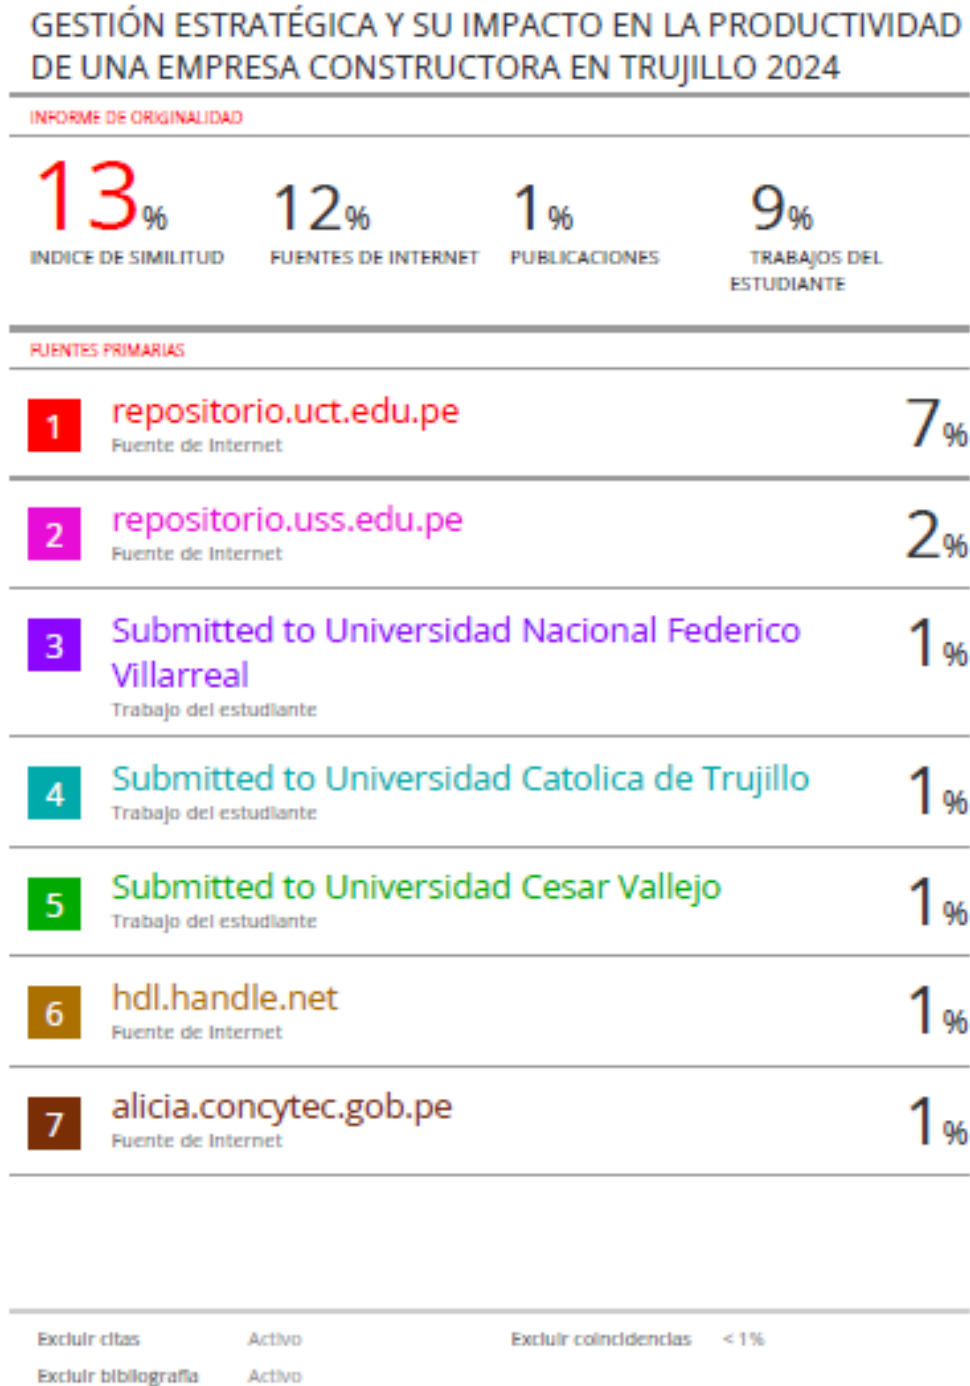 GESTIÓN ESTRATÉGICA Y SU IMPACTO EN LA PRODUCTIVIDAD
DE UNA EMPRESA CONSTRUCTORA EN TRUJILLO 2024
INFORME DE ORIGINALIDAD
13%
INDICE DE SIMILITUD
12%
FUENTES DE INTERNET
1%
PUBLICACIONES
9%
TRABAJOS DEL
ESTUDIANTE
FUENTES PRIMARIAS
1
repositorio.uct.edu.pe
Fuente de Internet
7%
2
repositorio.uss.edu.pe
Fuente de Internet
2%
3
Submitted to Universidad Nacional Federico
Villarreal
Trabajo del estudiante
1%
4
Submitted to Universidad Catolica de Trujillo
Trabajo del estudiante
1%
5
Submitted to Universidad Cesar Vallejo
Trabajo del estudiante
1%
6
hdl.handle.net
Fuente de Internet
1%
7
alicia.concytec.gob.pe
Fuente de Internet
1%
Excluir citas Activo
Excluir coincidencias < 1%
Excluir bibliografía Activo